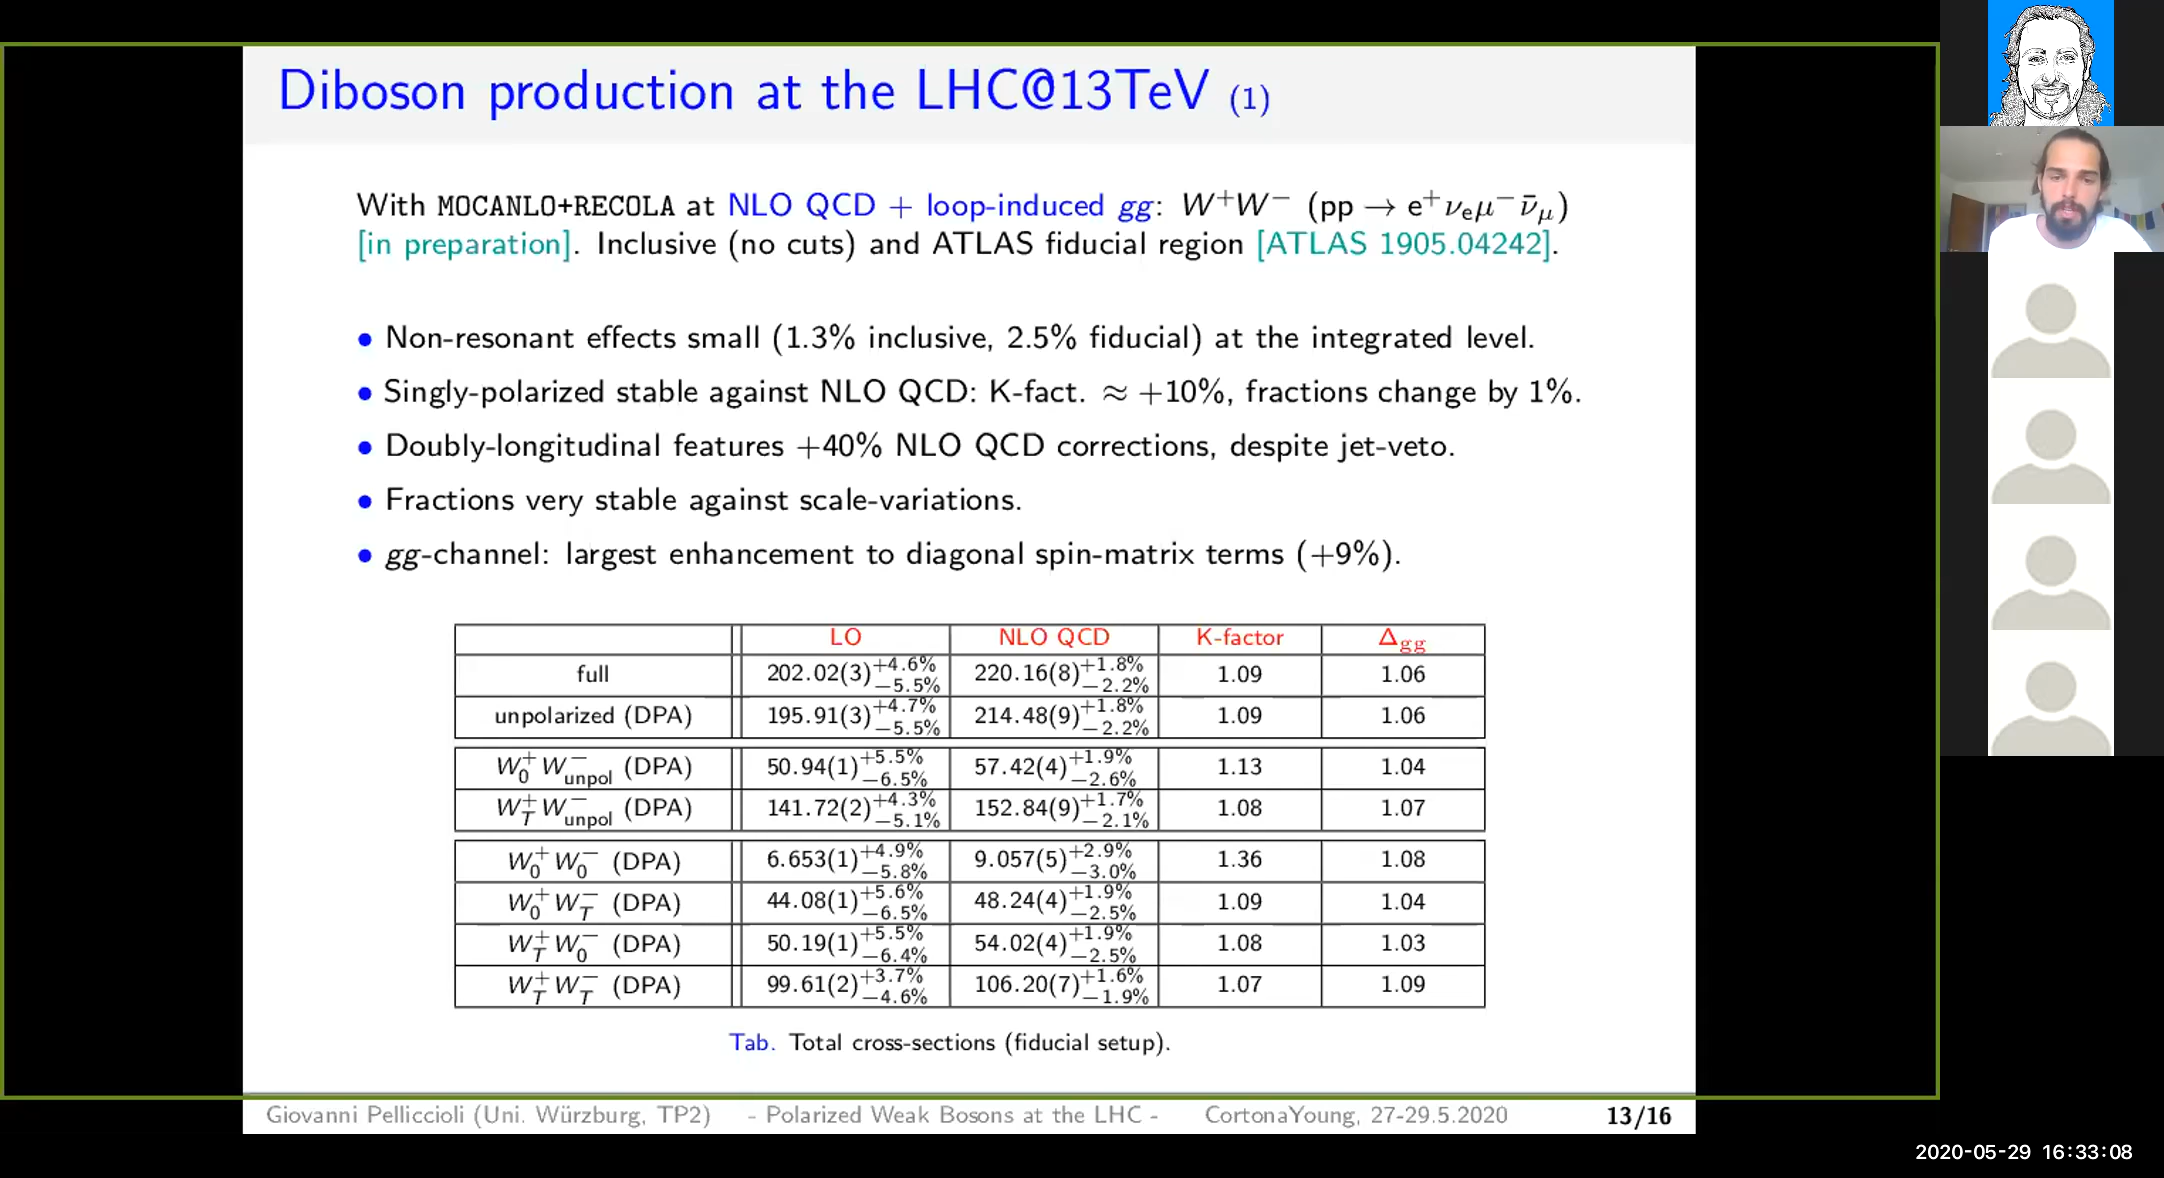 Diboson production at the LHC@13TeV (1)
With MOCANLO+RECOLA at NLO QCD + loop-induced gg: W⁺W⁻ (pp → e⁺νₑμ⁻ν̄_μ)
[in preparation]. Inclusive (no cuts) and ATLAS fiducial region [ATLAS 1905.04242].
• Non-resonant effects small (1.3% inclusive, 2.5% fiducial) at the integrated level.
• Singly-polarized stable against NLO QCD: K-fact. ≈ +10%, fractions change by 1%.
• Doubly-longitudinal features +40% NLO QCD corrections, despite jet-veto.
• Fractions very stable against scale-variations.
• gg-channel: largest enhancement to diagonal spin-matrix terms (+9%).
LO NLO QCD K-factor Δ_gg
full 202.02(3)^{+4.6%}_{−5.5%} 220.16(8)^{+1.8%}_{−2.2%} 1.09 1.06
unpolarized (DPA) 195.91(3)^{+4.7%}_{−5.5%} 214.48(9)^{+1.8%}_{−2.2%} 1.09 1.06
W⁺₀ W⁻_unpol (DPA) 50.94(1)^{+5.5%}_{−6.5%} 57.42(4)^{+1.9%}_{−2.6%} 1.13 1.04
W⁺_T W⁻_unpol (DPA) 141.72(2)^{+4.3%}_{−5.1%} 152.84(9)^{+1.7%}_{−2.1%} 1.08 1.07
W⁺₀ W⁻₀ (DPA) 6.653(1)^{+4.9%}_{−5.8%} 9.057(5)^{+2.9%}_{−3.0%} 1.36 1.08
W⁺₀ W⁻_T (DPA) 44.08(1)^{+5.6%}_{−6.5%} 48.24(4)^{+1.9%}_{−2.5%} 1.09 1.04
W⁺_T W⁻₀ (DPA) 50.19(1)^{+5.5%}_{−6.4%} 54.02(4)^{+1.9%}_{−2.5%} 1.08 1.03
W⁺_T W⁻_T (DPA) 99.61(2)^{+3.7%}_{−4.6%} 106.20(7)^{+1.6%}_{−1.9%} 1.07 1.09
Tab. Total cross-sections (fiducial setup).
Giovanni Pelliccioli (Uni. Würzburg, TP2) - Polarized Weak Bosons at the LHC - CortonaYoung, 27-29.5.2020 13/16
2020-05-29 16:33:08